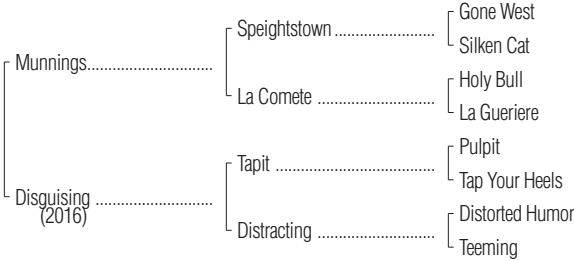 Gone West
Speightstown
Silken Cat
Munnings
Holy Bull
La Comete
La Gueriere
Pulpit
Tapit
Tap Your Heels
Disguising
(2016)
Distorted Humor
Distracting
Teeming